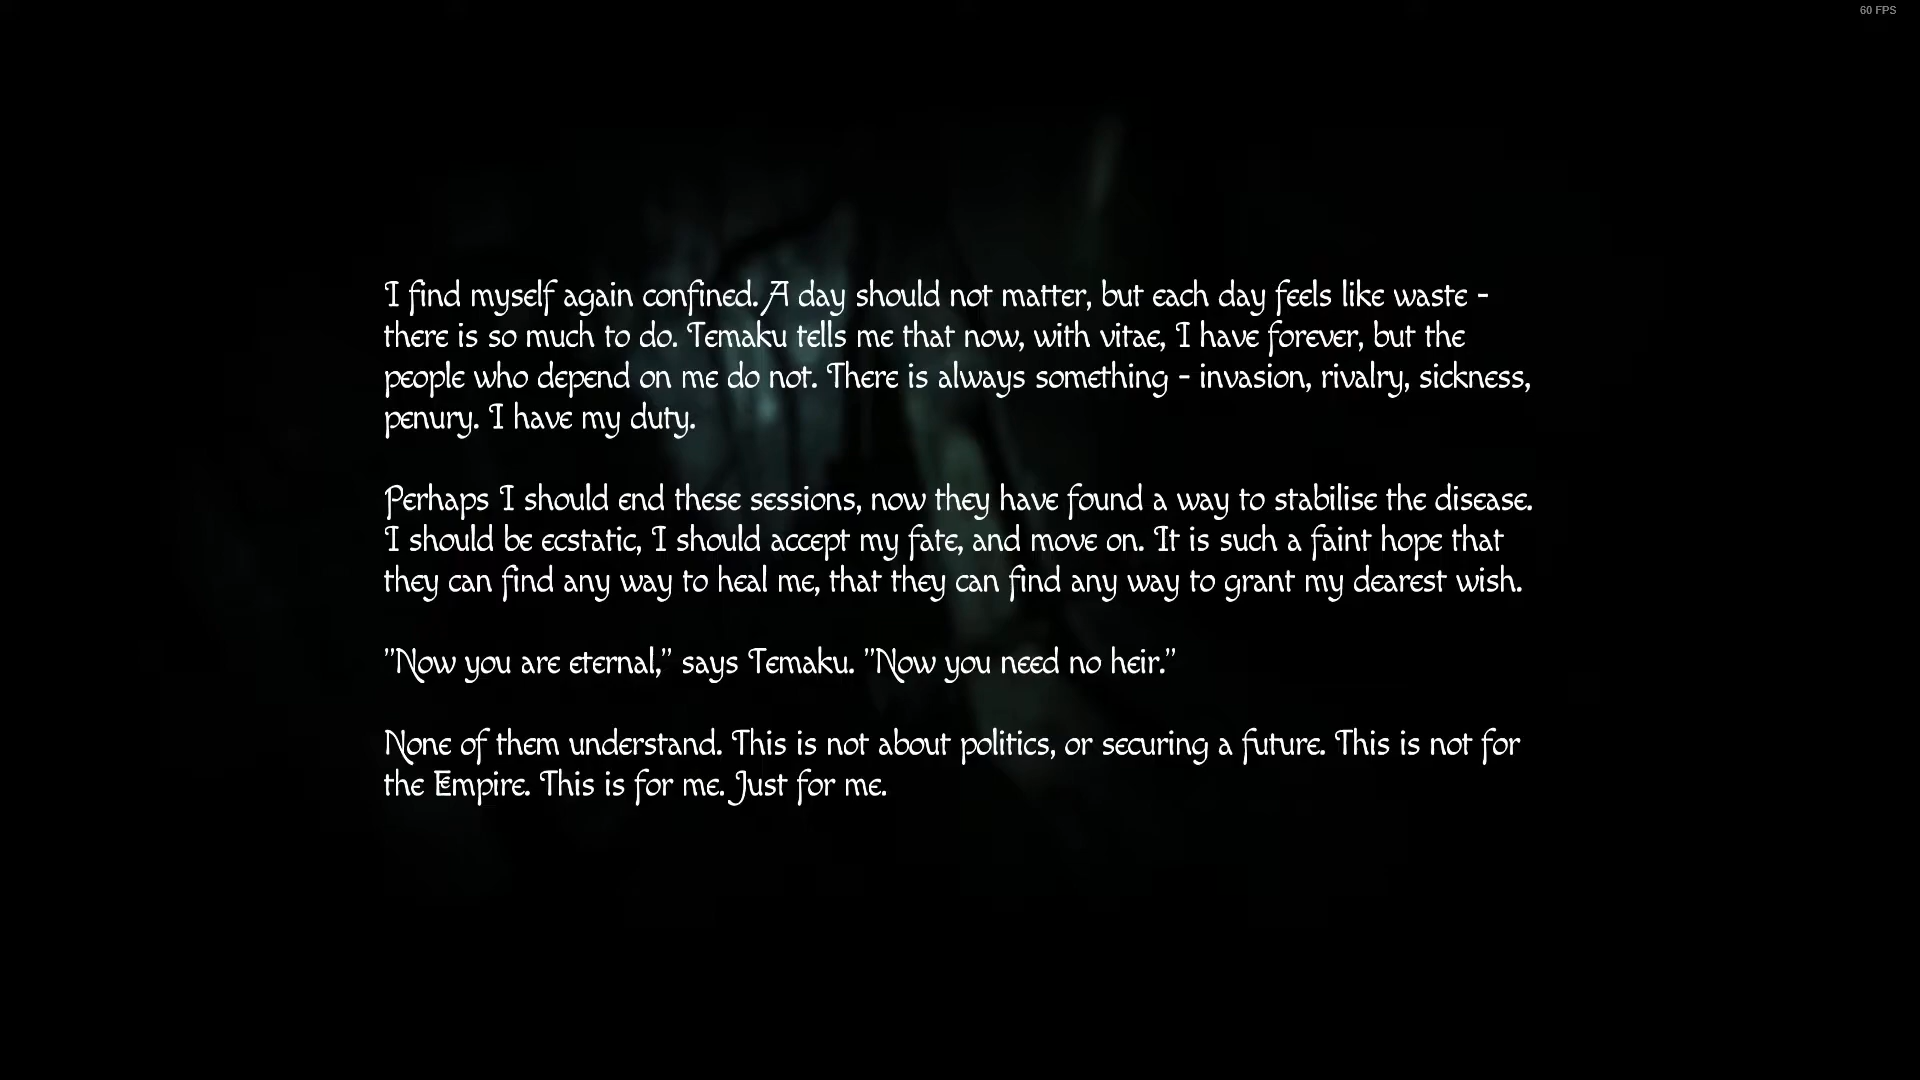 60 FPS
I find myself again confined. A day should not matter, but each day feels like waste -
there is so much to do. Temaku tells me that now, with vitae, I have forever, but the
people who depend on me do not. There is always something - invasion, rivalry, sickness,
penury. I have my duty.
Perhaps I should end these sessions, now they have found a way to stabilise the disease.
I should be ecstatic, I should accept my fate, and move on. It is such a faint hope that
they can find any way to heal me, that they can find any way to grant my dearest wish.
"Now you are eternal," says Temaku. "Now you need no heir."
None of them understand. This is not about politics, or securing a future. This is not for
the Empire. This is for me. Just for me.